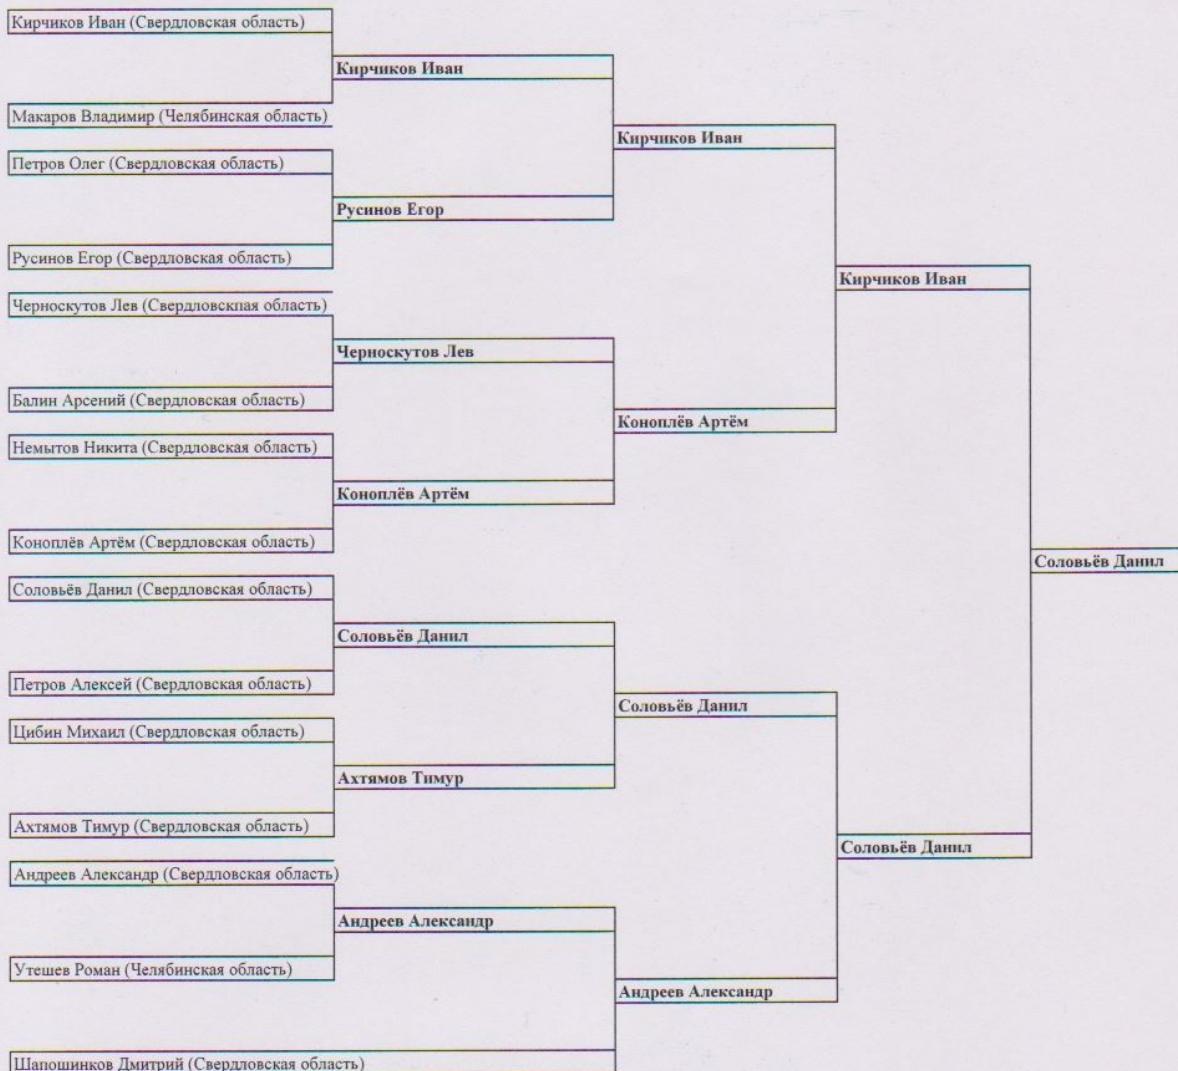 Кирчиков Иван (Свердловская область)
Кирчиков Иван
Макаров Владимир (Челябинская область)
Кирчиков Иван
Петров Олег (Свердловская область)
Русинов Егор
Русинов Егор (Свердловская область)
Кирчиков Иван
Черноскутов Лев (Свердловскпая область)
Черноскутов Лев
Балин Арсений (Свердловская область)
Коноплёв Артём
Немытов Никита (Свердловская область)
Коноплёв Артём
Коноплёв Артём (Свердловская область)
Соловьёв Данил
Соловьёв Данил (Свердловская область)
Соловьёв Данил
Петров Алексей (Свердловская область)
Соловьёв Данил
Цибин Михаил (Свердловская область)
Ахтямов Тимур
Ахтямов Тимур (Свердловская область)
Соловьёв Данил
Андреев Александр (Свердловская область)
Андреев Александр
Утешев Роман (Челябинская область)
Андреев Александр
Шапошинков Дмитрий (Свердловская область)